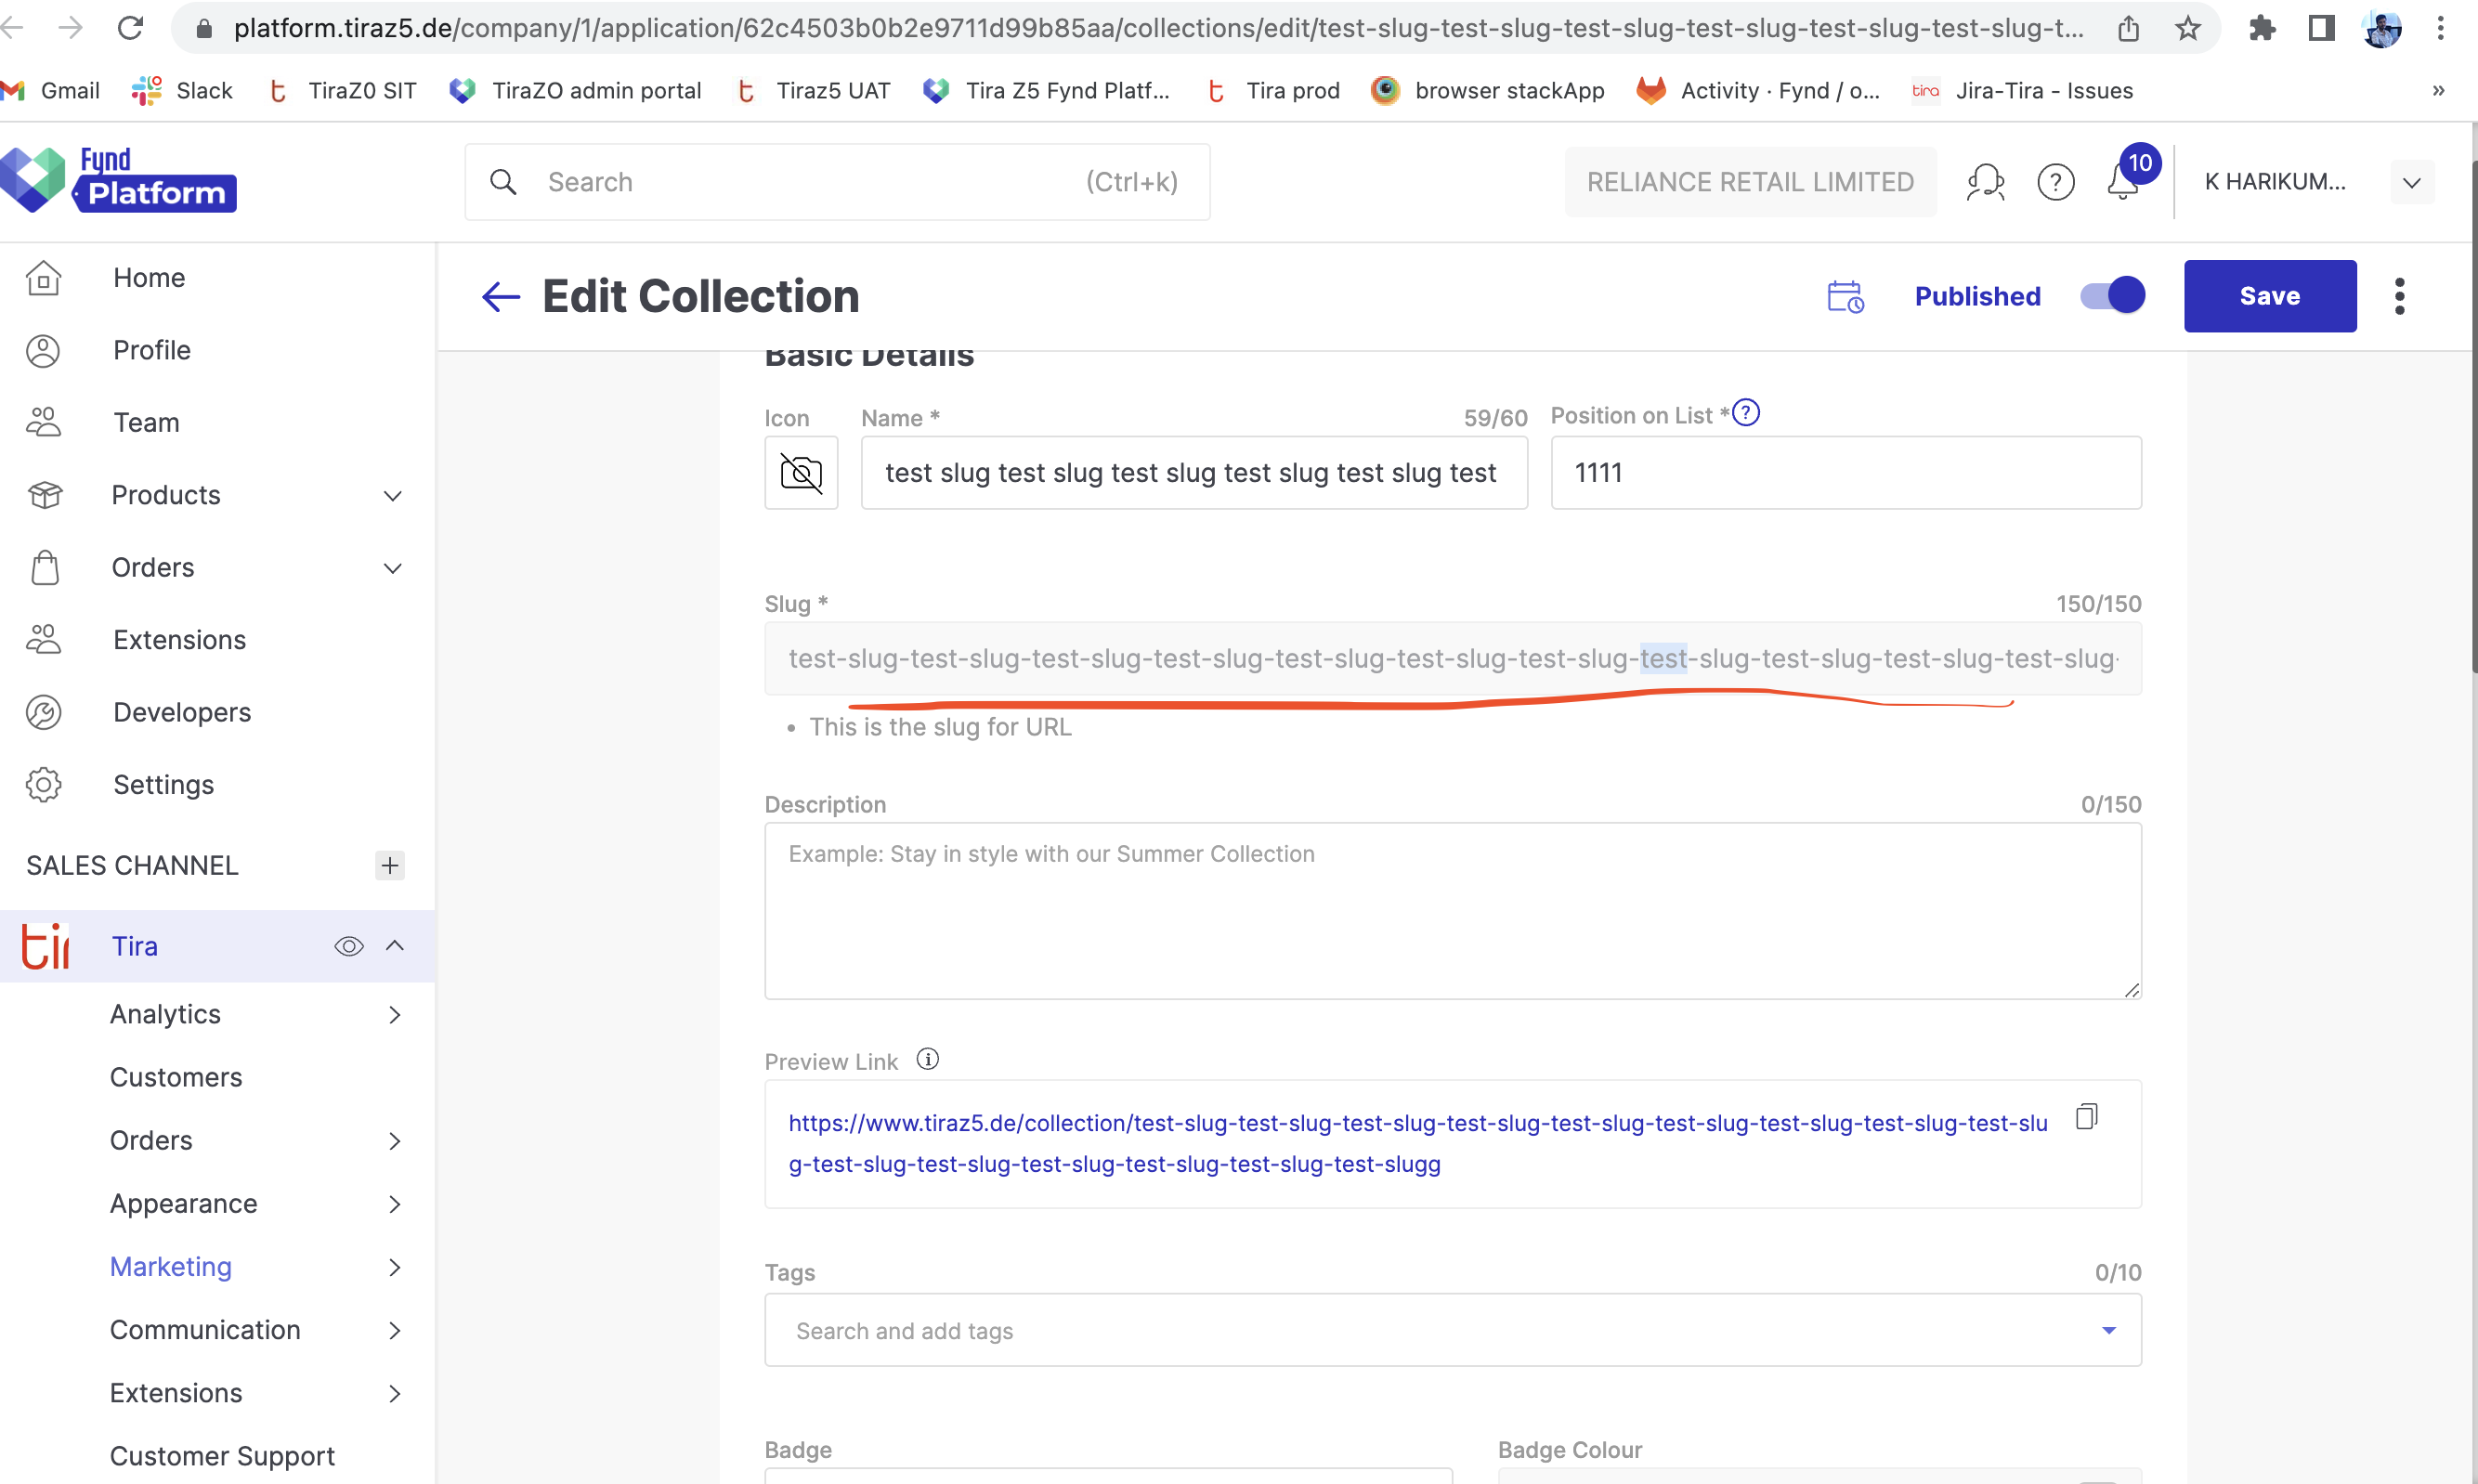 platform.tiraz5.de/company/1/application/62c4503b0b2e9711d99b85aa/collections/edit/test-slug-test-slug-test-slug-test-slug-test-slug-test-slug-t...
Gmail Slack TiraZ0 SIT TiraZO admin portal Tiraz5 UAT Tira Z5 Fynd Platf... Tira prod browser stackApp Activity · Fynd / o... tira Jira-Tira - Issues »
Fynd
Platform
Search (Ctrl+k)
RELIANCE RETAIL LIMITED
10
K HARIKUM...
Home
Profile
Team
Products
Orders
Extensions
Developers
Settings
SALES CHANNEL
Tira
Analytics
Customers
Orders
Appearance
Marketing
Communication
Extensions
Customer Support
Edit Collection
Published
Save
Basic Details
Icon
Name * 59/60
test slug test slug test slug test slug test slug test
Position on List *
1111
Slug * 150/150
test-slug-test-slug-test-slug-test-slug-test-slug-test-slug-test-slug-test-slug-test-slug-test-slug-test-slug-
• This is the slug for URL
Description 0/150
Example: Stay in style with our Summer Collection
Preview Link
https://www.tiraz5.de/collection/test-slug-test-slug-test-slug-test-slug-test-slug-test-slug-test-slug-test-slug-test-slu
g-test-slug-test-slug-test-slug-test-slug-test-slug-test-slugg
Tags 0/10
Search and add tags
Badge
Badge Colour